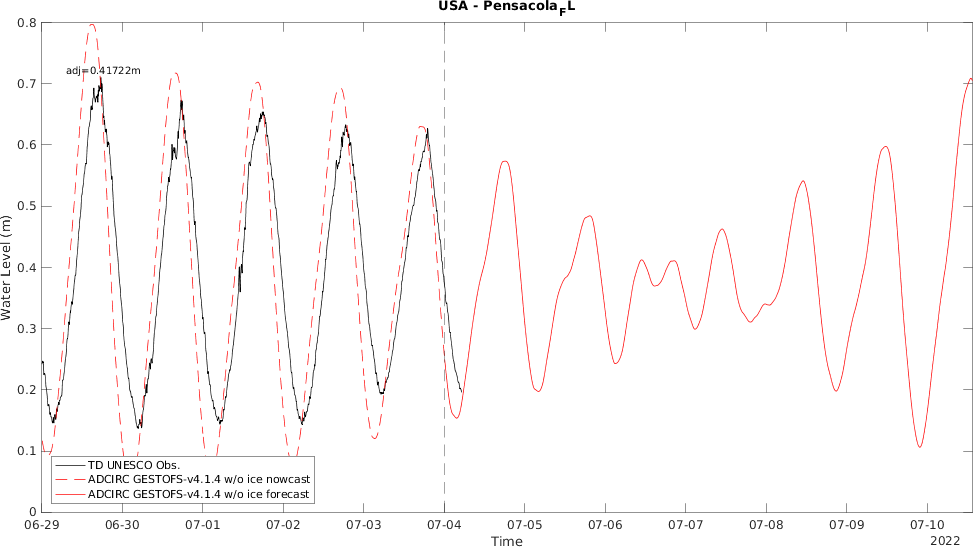 USA - Pensacola_FL
0.8
adj=0.41722m
0.7
0.6
0.5
0.4
0.3
0.2
0.1
0
Water Level (m)
TD UNESCO Obs.
ADCIRC GESTOFS-v4.1.4 w/o ice nowcast
ADCIRC GESTOFS-v4.1.4 w/o ice forecast
06-29 06-30 07-01 07-02 07-03 07-04 07-05 07-06 07-07 07-08 07-09 07-10
Time
2022